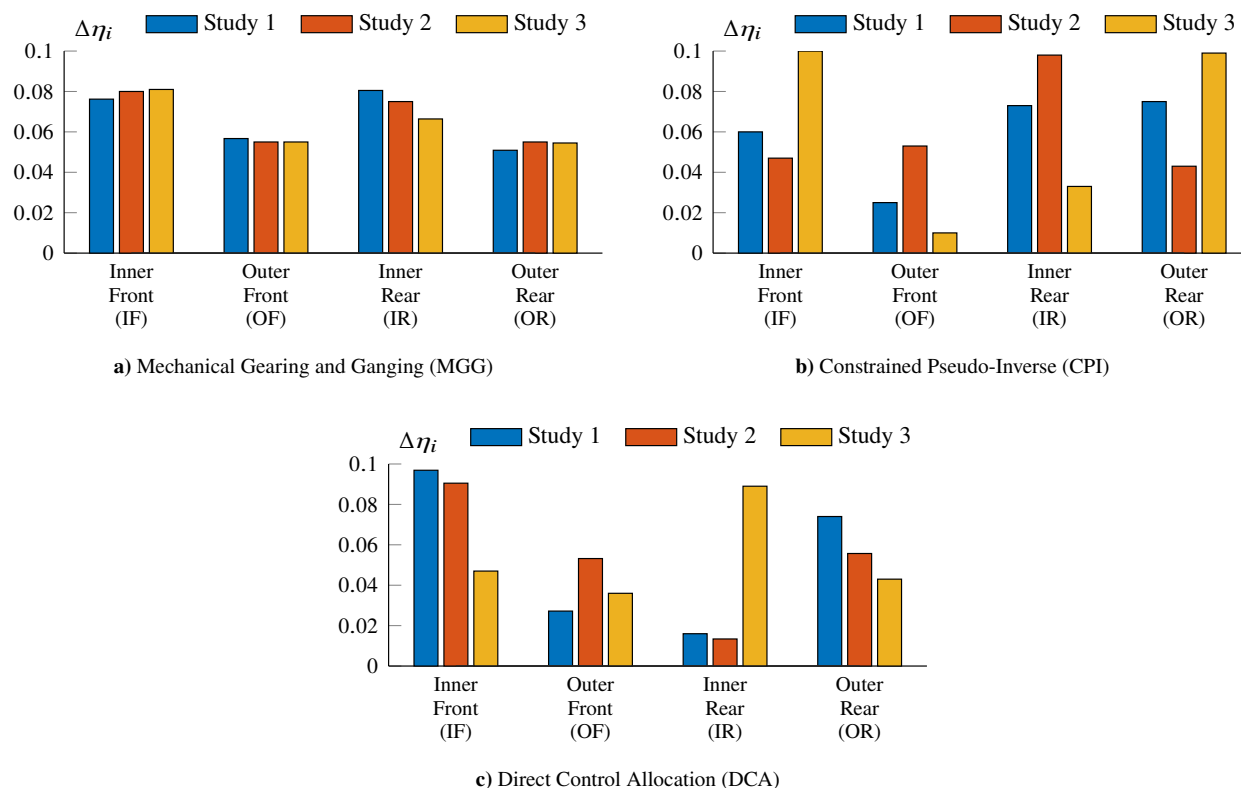 Δηi Study 1 Study 2 Study 3
0.1
0.08
0.06
0.04
0.02
0
Inner Outer Inner Outer
Front Front Rear Rear
(IF) (OF) (IR) (OR)
a) Mechanical Gearing and Ganging (MGG)
Δηi Study 1 Study 2 Study 3
0.1
0.08
0.06
0.04
0.02
0
Inner Outer Inner Outer
Front Front Rear Rear
(IF) (OF) (IR) (OR)
b) Constrained Pseudo-Inverse (CPI)
Δηi Study 1 Study 2 Study 3
0.1
0.08
0.06
0.04
0.02
0
Inner Outer Inner Outer
Front Front Rear Rear
(IF) (OF) (IR) (OR)
c) Direct Control Allocation (DCA)